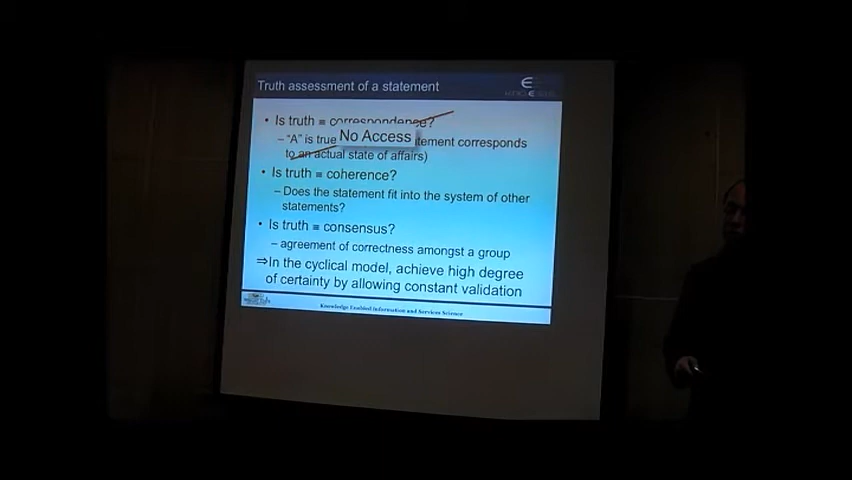 Truth assessment of a statement
• Is truth ≡ correspondence?
– "A" is true No Access tement corresponds
to an actual state of affairs)
• Is truth ≡ coherence?
– Does the statement fit into the system of other
statements?
• Is truth ≡ consensus?
– agreement of correctness amongst a group
⇒In the cyclical model, achieve high degree
of certainty by allowing constant validation
Knowledge Enabled Information and Services Science